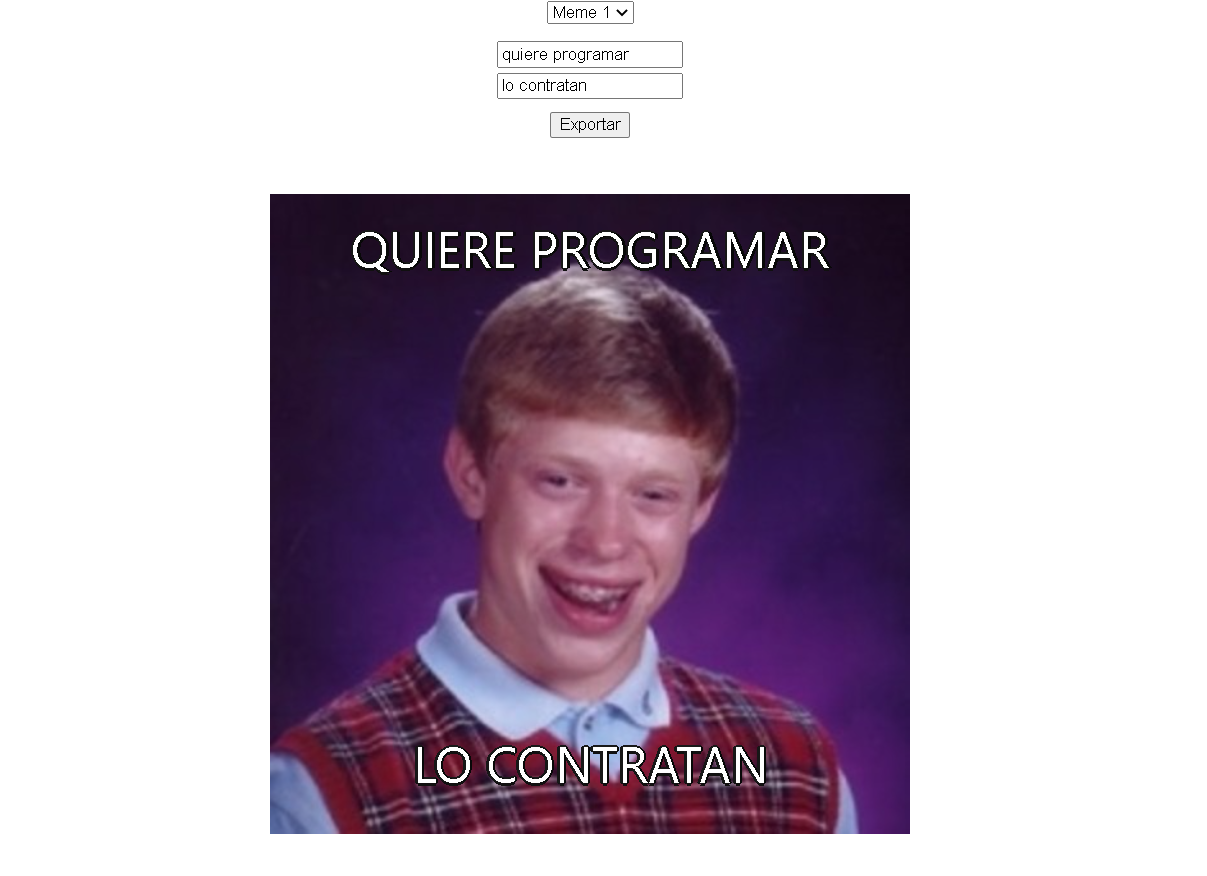 Meme 1
quiere programar
lo contratan
Exportar
QUIERE PROGRAMAR
LO CONTRATAN